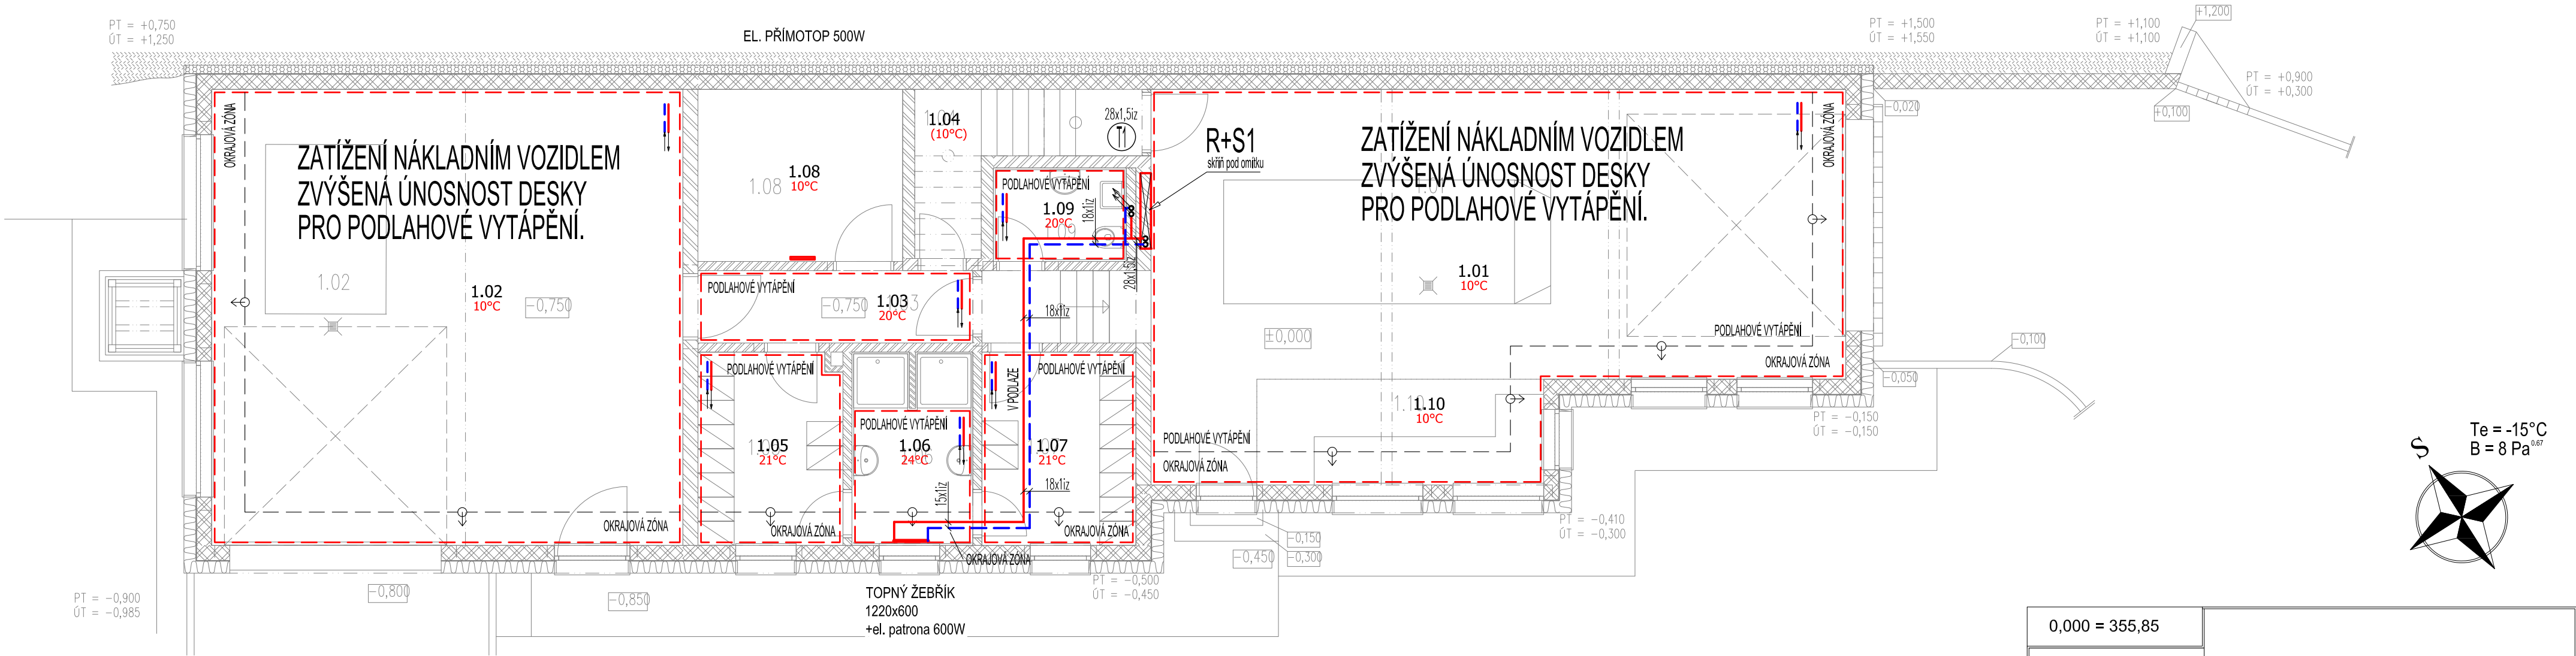 PT = +0,750
ÚT = +1,250
EL. PŘÍMOTOP 500W
PT = +1,500
ÚT = +1,550
PT = +1,100
ÚT = +1,100
+1,200
PT = +0,900
ÚT = +0,300
+0,100
-0,020
OKRAJOVÁ ZÓNA
ZATÍŽENÍ NÁKLADNÍM VOZIDLEM
ZVÝŠENÁ ÚNOSNOST DESKY
PRO PODLAHOVÉ VYTÁPĚNÍ.
1.02
1.02
10°C
-0,750
1.08
1.08
10°C
1.04
(10°C)
28x1,5iz
T1
R+S1
skříň pod omítku
PODLAHOVÉ VYTÁPĚNÍ
1.09
20°C
18x1iz
28x1,5iz
ZATÍŽENÍ NÁKLADNÍM VOZIDLEM
ZVÝŠENÁ ÚNOSNOST DESKY
PRO PODLAHOVÉ VYTÁPĚNÍ.
OKRAJOVÁ ZÓNA
1.01
10°C
±0,000
PODLAHOVÉ VYTÁPĚNÍ
OKRAJOVÁ ZÓNA
PODLAHOVÉ VYTÁPĚNÍ
-0,750
1.03
20°C
18x1iz
PODLAHOVÉ VYTÁPĚNÍ
1.05
21°C
OKRAJOVÁ ZÓNA
PODLAHOVÉ VYTÁPĚNÍ
1.06
24°C
15x1iz
OKRAJOVÁ ZÓNA
V PODLAZE
PODLAHOVÉ VYTÁPĚNÍ
1.07
21°C
18x1iz
OKRAJOVÁ ZÓNA
OKRAJOVÁ ZÓNA
1.10
1.10
10°C
PODLAHOVÉ VYTÁPĚNÍ
OKRAJOVÁ ZÓNA
-0,100
-0,050
PT = -0,150
ÚT = -0,150
PT = -0,410
ÚT = -0,300
-0,150
-0,300
-0,450
PT = -0,500
ÚT = -0,450
PT = -0,900
ÚT = -0,985
-0,800
-0,850
TOPNÝ ŽEBŘÍK
1220x600
+el. patrona 600W
S
Te = -15°C
B = 8 Pa0,67
0,000 = 355,85